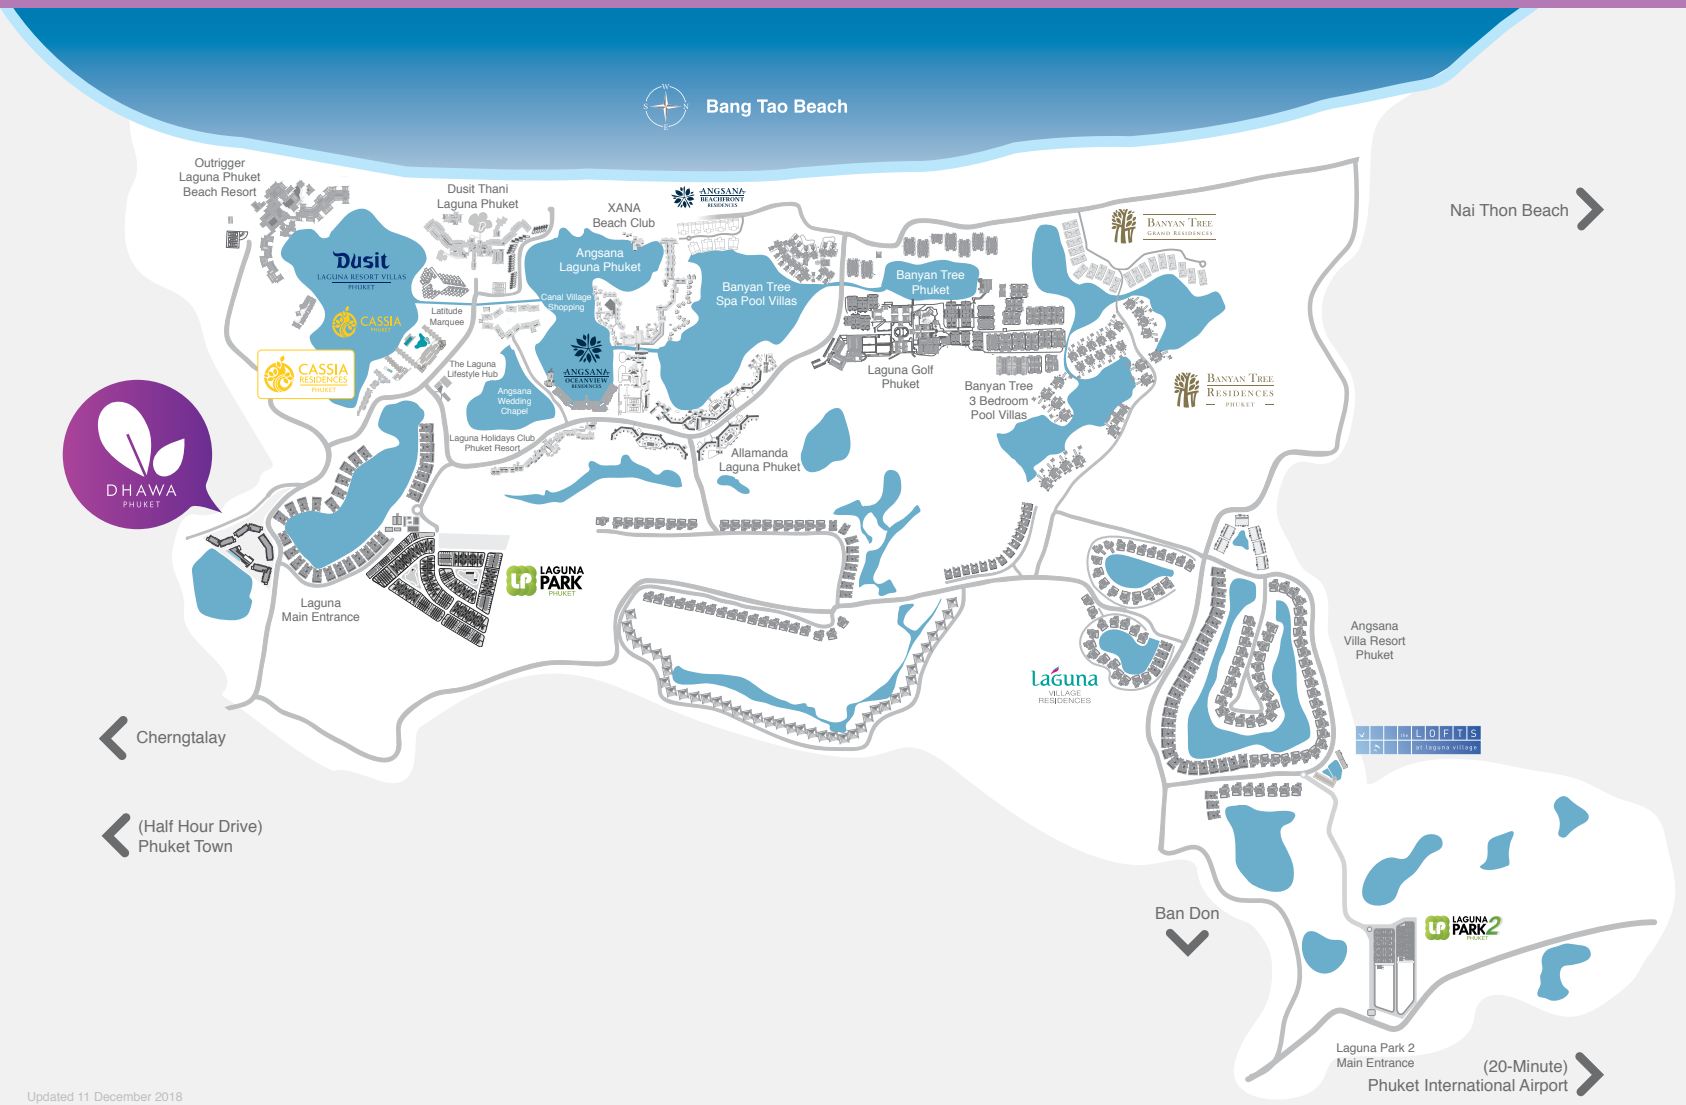 W
S
N
E
Bang Tao Beach
Outrigger
Laguna Phuket
Beach Resort
Dusit Thani
Laguna Phuket
XANA
Beach Club
ANGSANA
BEACHFRONT
RESIDENCES
BANYAN TREE
GRAND RESIDENCES
Nai Thon Beach
Dusit
LAGUNA RESORT VILLAS
PHUKET
Angsana
Laguna Phuket
Banyan Tree
Spa Pool Villas
Banyan Tree
Phuket
Canal Village
Shopping
Latitude
Marquee
CASSIA
PHUKET
CASSIA
RESIDENCES
PHUKET
The Laguna
Lifestyle Hub
ANGSANA
OCEANVIEW
RESIDENCES
Angsana
Wedding
Chapel
Laguna Golf
Phuket
Banyan Tree
3 Bedroom
Pool Villas
BANYAN TREE
RESIDENCES
PHUKET
Laguna Holidays Club
Phuket Resort
Allamanda
Laguna Phuket
DHAWA
PHUKET
LP
LAGUNA
PARK
PHUKET
Laguna
Main Entrance
Angsana
Villa Resort
Phuket
laguna
VILLAGE
RESIDENCES
the LOFTS
at laguna village
Cherngtalay
(Half Hour Drive)
Phuket Town
Ban Don
LP
LAGUNA
PARK 2
PHUKET
Laguna Park 2
Main Entrance
(20-Minute)
Phuket International Airport
Updated 11 December 2018